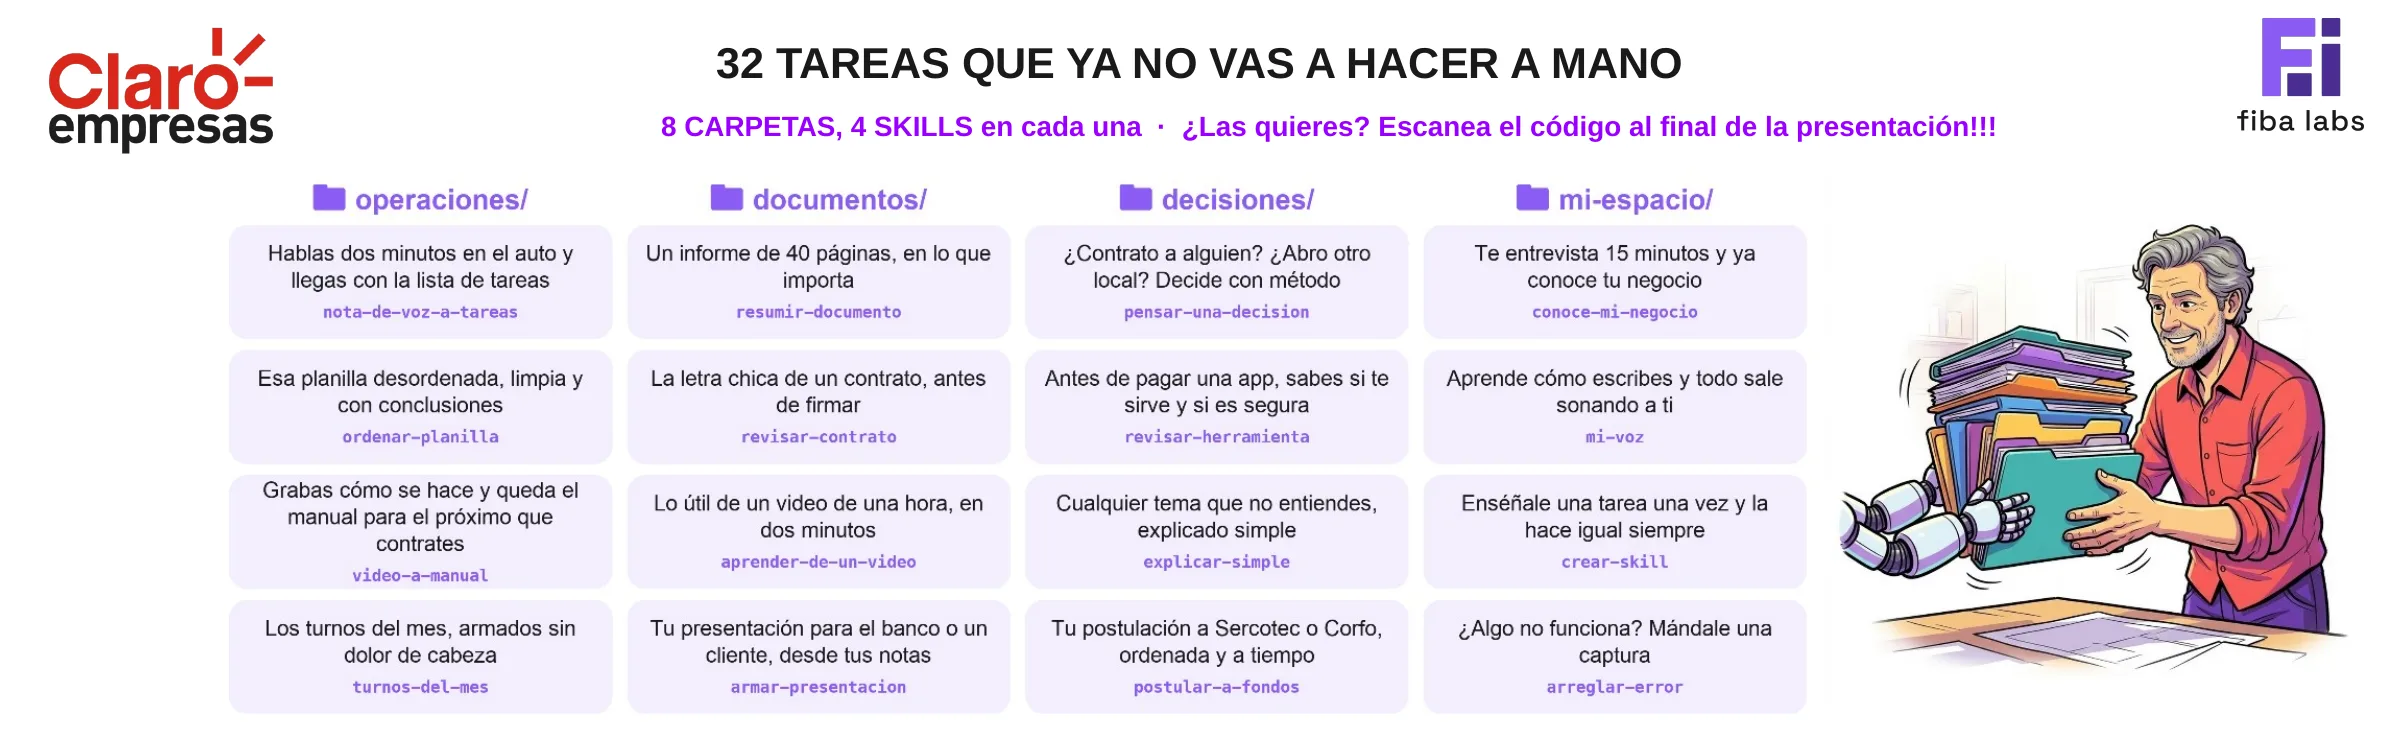 Claro
empresas
32 TAREAS QUE YA NO VAS A HACER A MANO
8 CARPETAS, 4 SKILLS en cada una · ¿Las quieres? Escanea el código al final de la presentación!!!
Fi
fiba labs
operaciones/
Hablas dos minutos en el auto y
llegas con la lista de tareas
nota-de-voz-a-tareas
Esa planilla desordenada, limpia y
con conclusiones
ordenar-planilla
Grabas cómo se hace y queda el
manual para el próximo que
contrates
video-a-manual
Los turnos del mes, armados sin
dolor de cabeza
turnos-del-mes
documentos/
Un informe de 40 páginas, en lo que
importa
resumir-documento
La letra chica de un contrato, antes
de firmar
revisar-contrato
Lo útil de un video de una hora, en
dos minutos
aprender-de-un-video
Tu presentación para el banco o un
cliente, desde tus notas
armar-presentacion
decisiones/
¿Contrato a alguien? ¿Abro otro
local? Decide con método
pensar-una-decision
Antes de pagar una app, sabes si te
sirve y si es segura
revisar-herramienta
Cualquier tema que no entiendes,
explicado simple
explicar-simple
Tu postulación a Sercotec o Corfo,
ordenada y a tiempo
postular-a-fondos
mi-espacio/
Te entrevista 15 minutos y ya
conoce tu negocio
conoce-mi-negocio
Aprende cómo escribes y todo sale
sonando a ti
mi-voz
Enséñale una tarea una vez y la
hace igual siempre
crear-skill
¿Algo no funciona? Mándale una
captura
arreglar-error